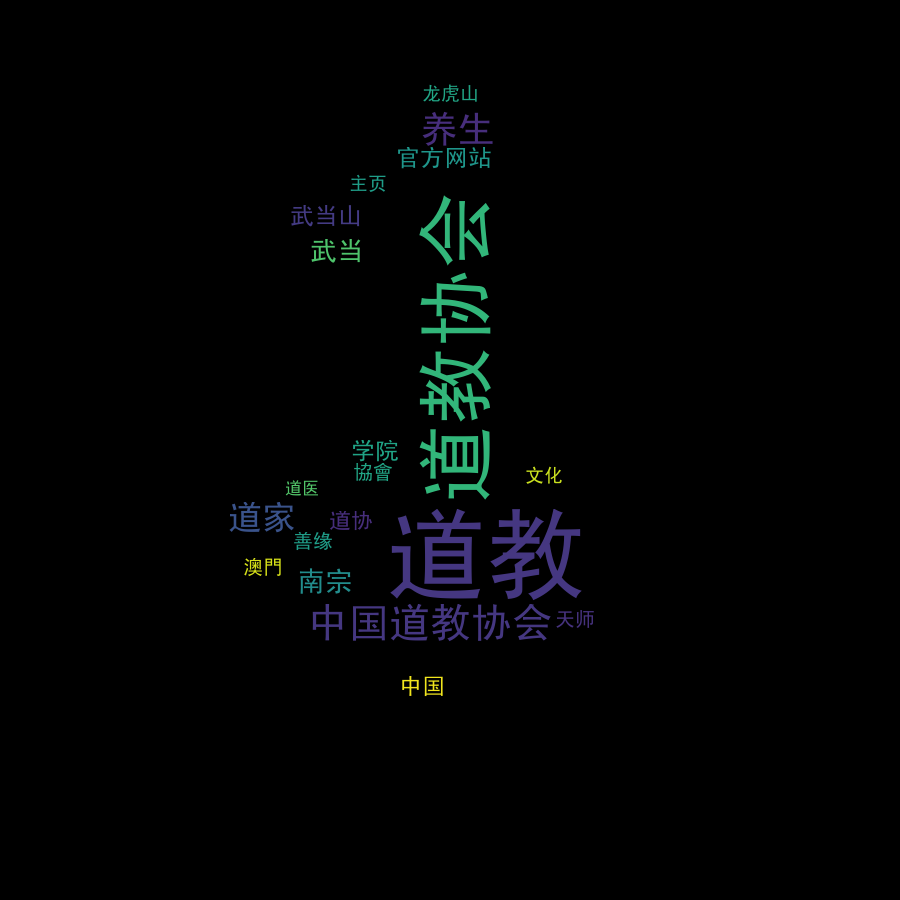 龙虎山
养生
官方网站
主页
武当山
武当
道教协会
学院
協會
文化
道医
道家
道协
善缘
澳門
南宗
道教
中国道教协会
天师
中国